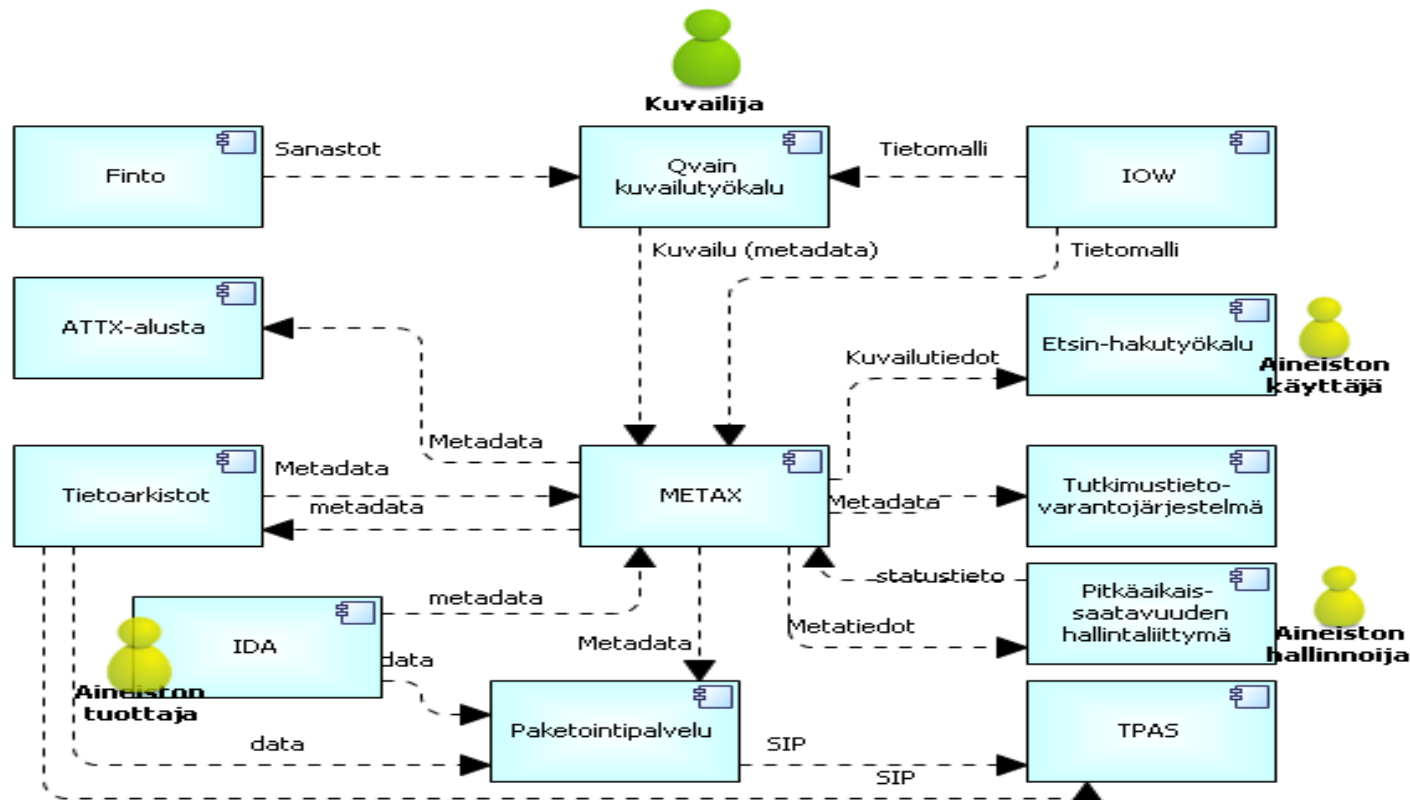 Kuvailija
Finto
Sanastot
Qvain
kuvailutyökalu
Tietomalli
IOW
Kuvailu (metadata)
Tietomalli
ATTX-alusta
Etsin-hakutyökalu
Aineiston
käyttäjä
Kuvailutiedot
Metadata
Tietoarkistot
Metadata
metadata
METAX
Metadata
Tutkimustieto-
varantojärjestelmä
statustieto
Pitkäaikais-
saatavuuden
hallintaliittymä
Aineiston
hallinnoija
metadata
Metadata
Metatiedot
IDA
data
Aineiston
tuottaja
data
Paketointipalvelu
SIP
SIP
TPAS